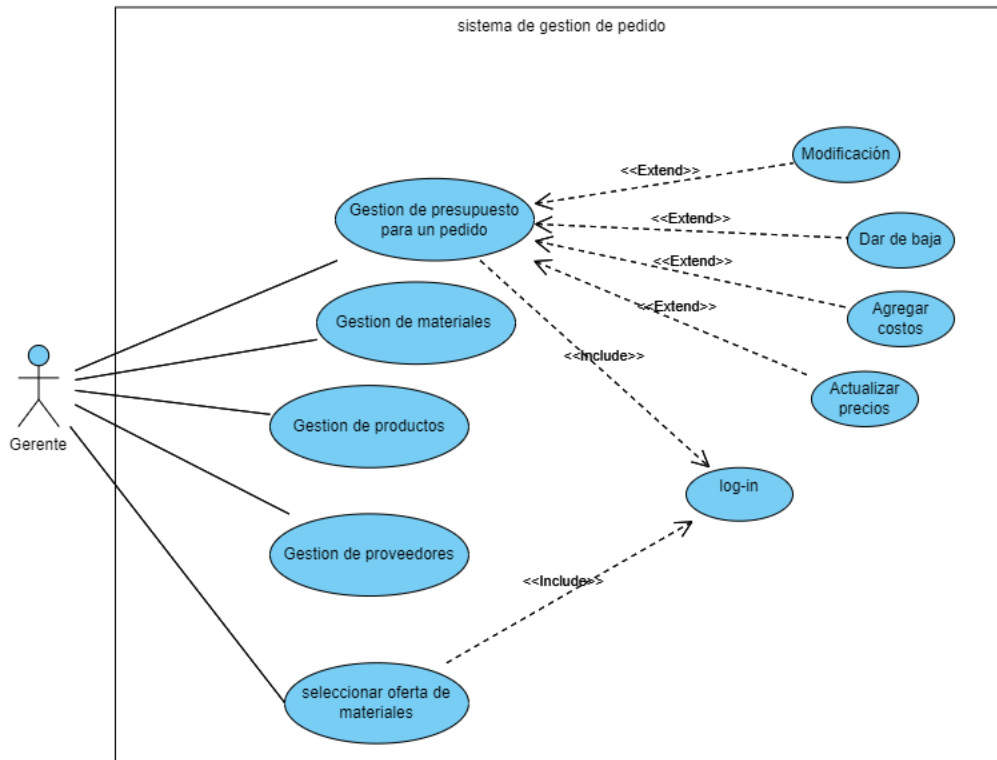 sistema de gestion de pedido
Modificación
<<Extend>>
Gestion de presupuesto
para un pedido
<<Extend>>
Dar de baja
<<Extend>>
Agregar
costos
<<Extend>>
Gestion de materiales
<<Include>>
Actualizar
precios
Gerente
Gestion de productos
log-in
Gestion de proveedores
<<Include>>
seleccionar oferta de
materiales